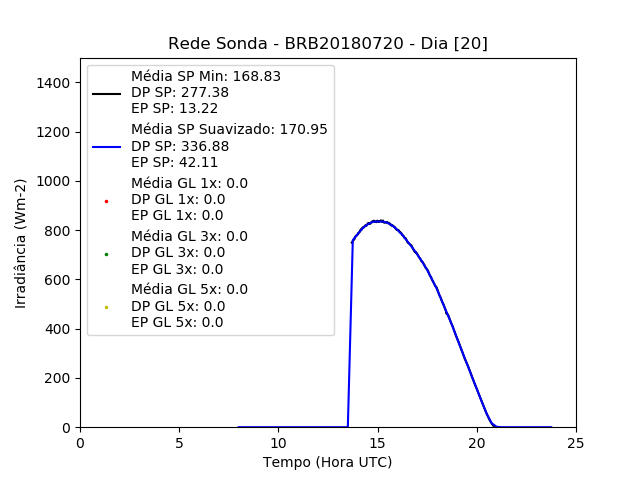 Rede Sonda - BRB20180720 - Dia [20]
Média SP Min: 168.83
DP SP: 277.38
EP SP: 13.22
Média SP Suavizado: 170.95
DP SP: 336.88
EP SP: 42.11
Média GL 1x: 0.0
DP GL 1x: 0.0
EP GL 1x: 0.0
Média GL 3x: 0.0
DP GL 3x: 0.0
EP GL 3x: 0.0
Média GL 5x: 0.0
DP GL 5x: 0.0
EP GL 5x: 0.0
Irradiância (Wm-2)
1400
1200
1000
800
600
400
200
0
0 5 10 15 20 25
Tempo (Hora UTC)